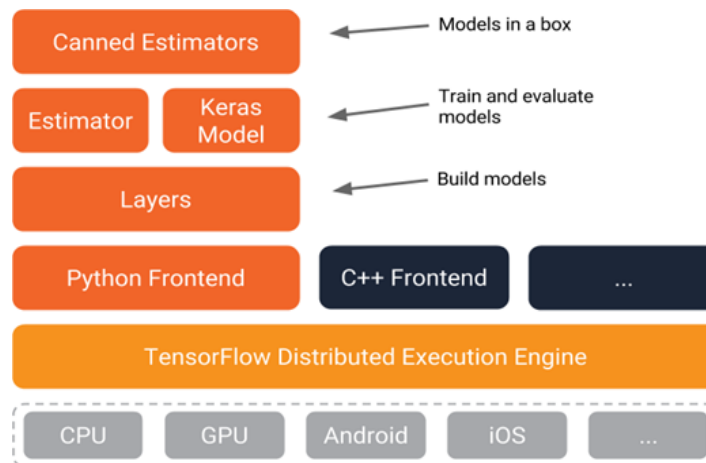 Canned Estimators
Models in a box
Estimator
Keras
Model
Train and evaluate
models
Layers
Build models
Python Frontend
C++ Frontend
...
TensorFlow Distributed Execution Engine
CPU
GPU
Android
iOS
...